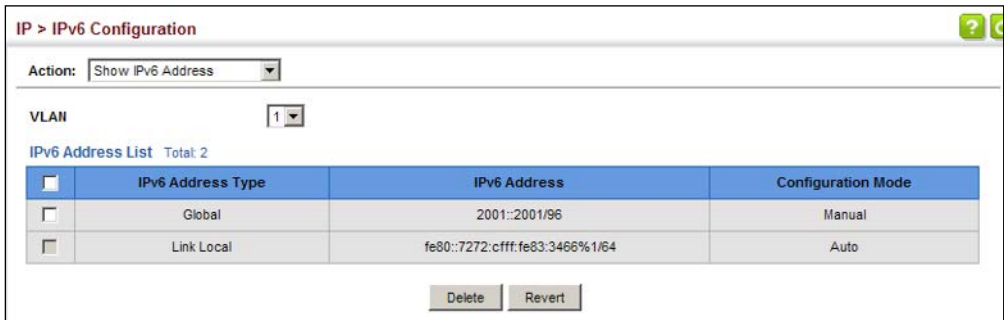 IP > IPv6 Configuration
?
Action: Show IPv6 Address
VLAN 1
IPv6 Address List Total: 2
IPv6 Address Type IPv6 Address Configuration Mode
Global 2001::2001/96 Manual
Link Local fe80::7272:cfff:fe83:3466%1/64 Auto
Delete Revert